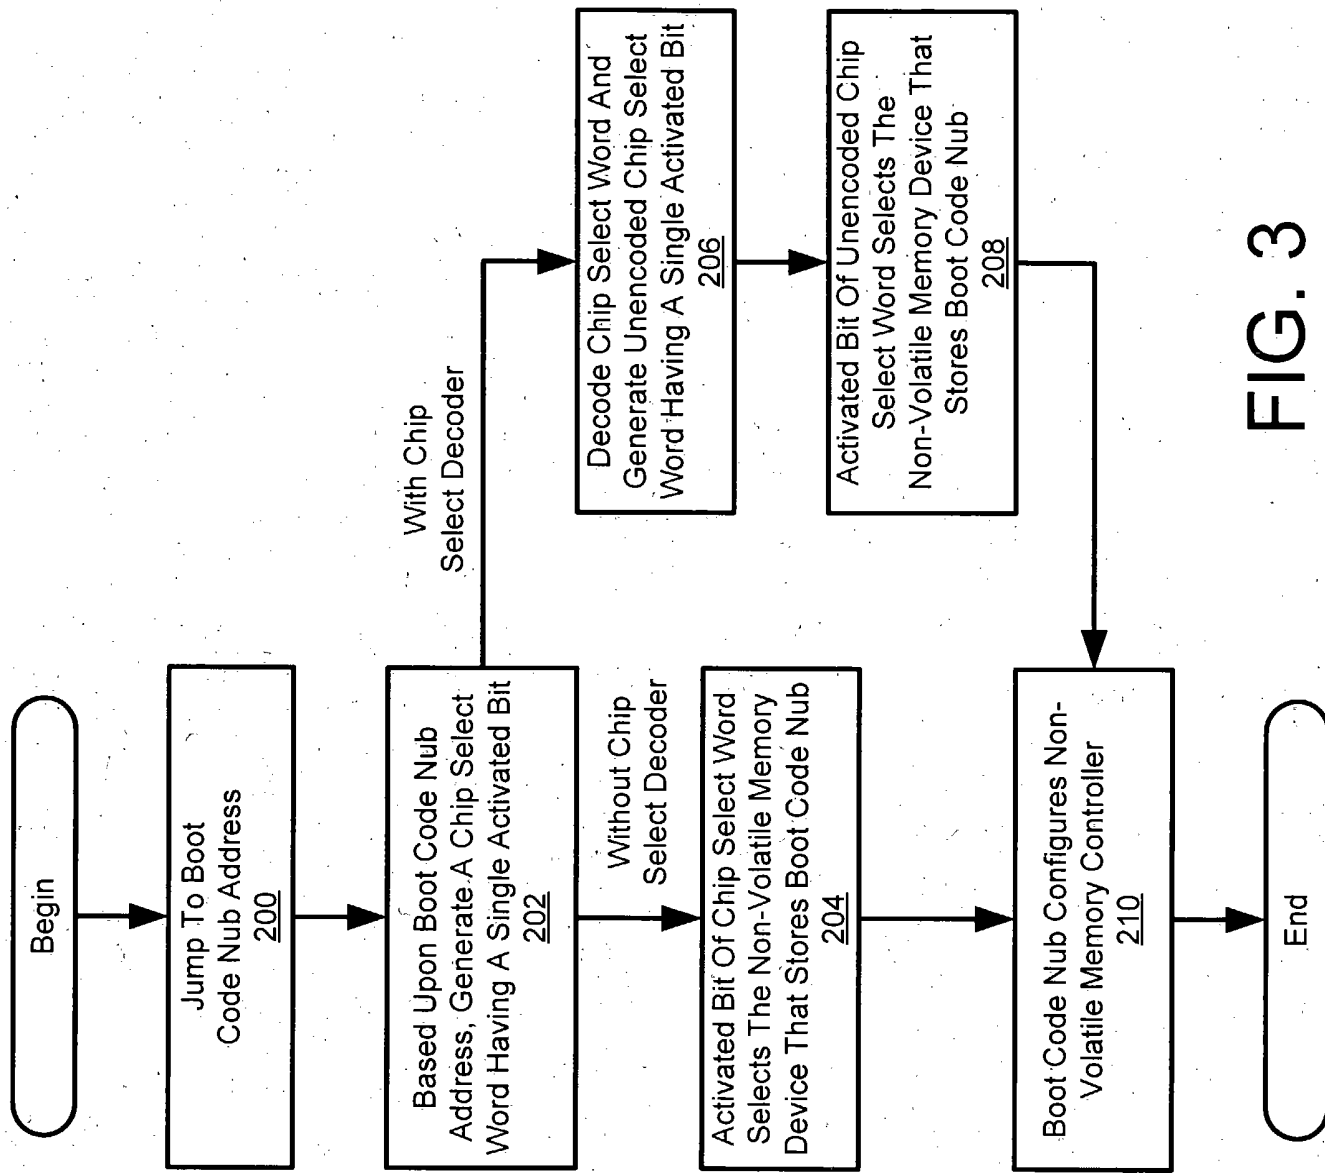 Begin
Jump To Boot
Code Nub Address
200
Based Upon Boot Code Nub
Address, Generate A Chip Select
Word Having A Single Activated Bit
202
Without Chip
Select Decoder
Activated Bit Of Chip Select Word
Selects The Non-Volatile Memory
Device That Stores Boot Code Nub
204
With Chip
Select Decoder
Decode Chip Select Word And
Generate Unencoded Chip Select
Word Having A Single Activated Bit
206
Activated Bit Of Unencoded Chip
Select Word Selects The
Non-Volatile Memory Device That
Stores Boot Code Nub
208
Boot Code Nub Configures Non-
Volatile Memory Controller
210
End
FIG. 3